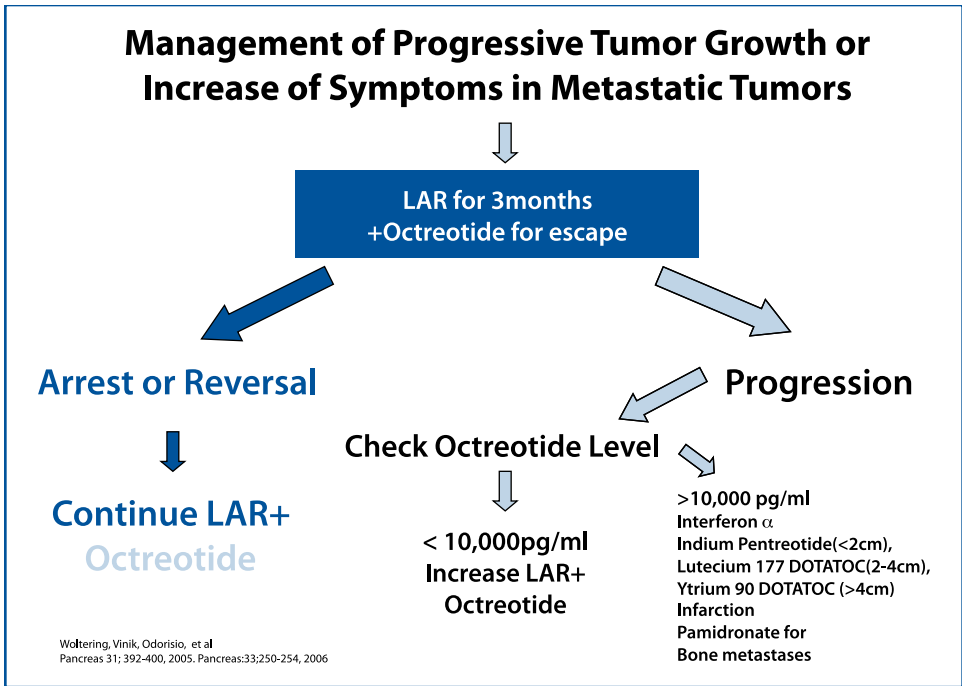 Management of Progressive Tumor Growth or
Increase of Symptoms in Metastatic Tumors
LAR for 3months
+Octreotide for escape
Arrest or Reversal
Progression
Check Octreotide Level
Continue LAR+
Octreotide
< 10,000pg/ml
Increase LAR+
Octreotide
>10,000 pg/ml
Interferon α
Indium Pentreotide(<2cm),
Lutecium 177 DOTATOC(2-4cm),
Ytrium 90 DOTATOC (>4cm)
Infarction
Pamidronate for
Bone metastases
Woltering, Vinik, Odorisio, et al
Pancreas 31; 392-400, 2005. Pancreas:33;250-254, 2006